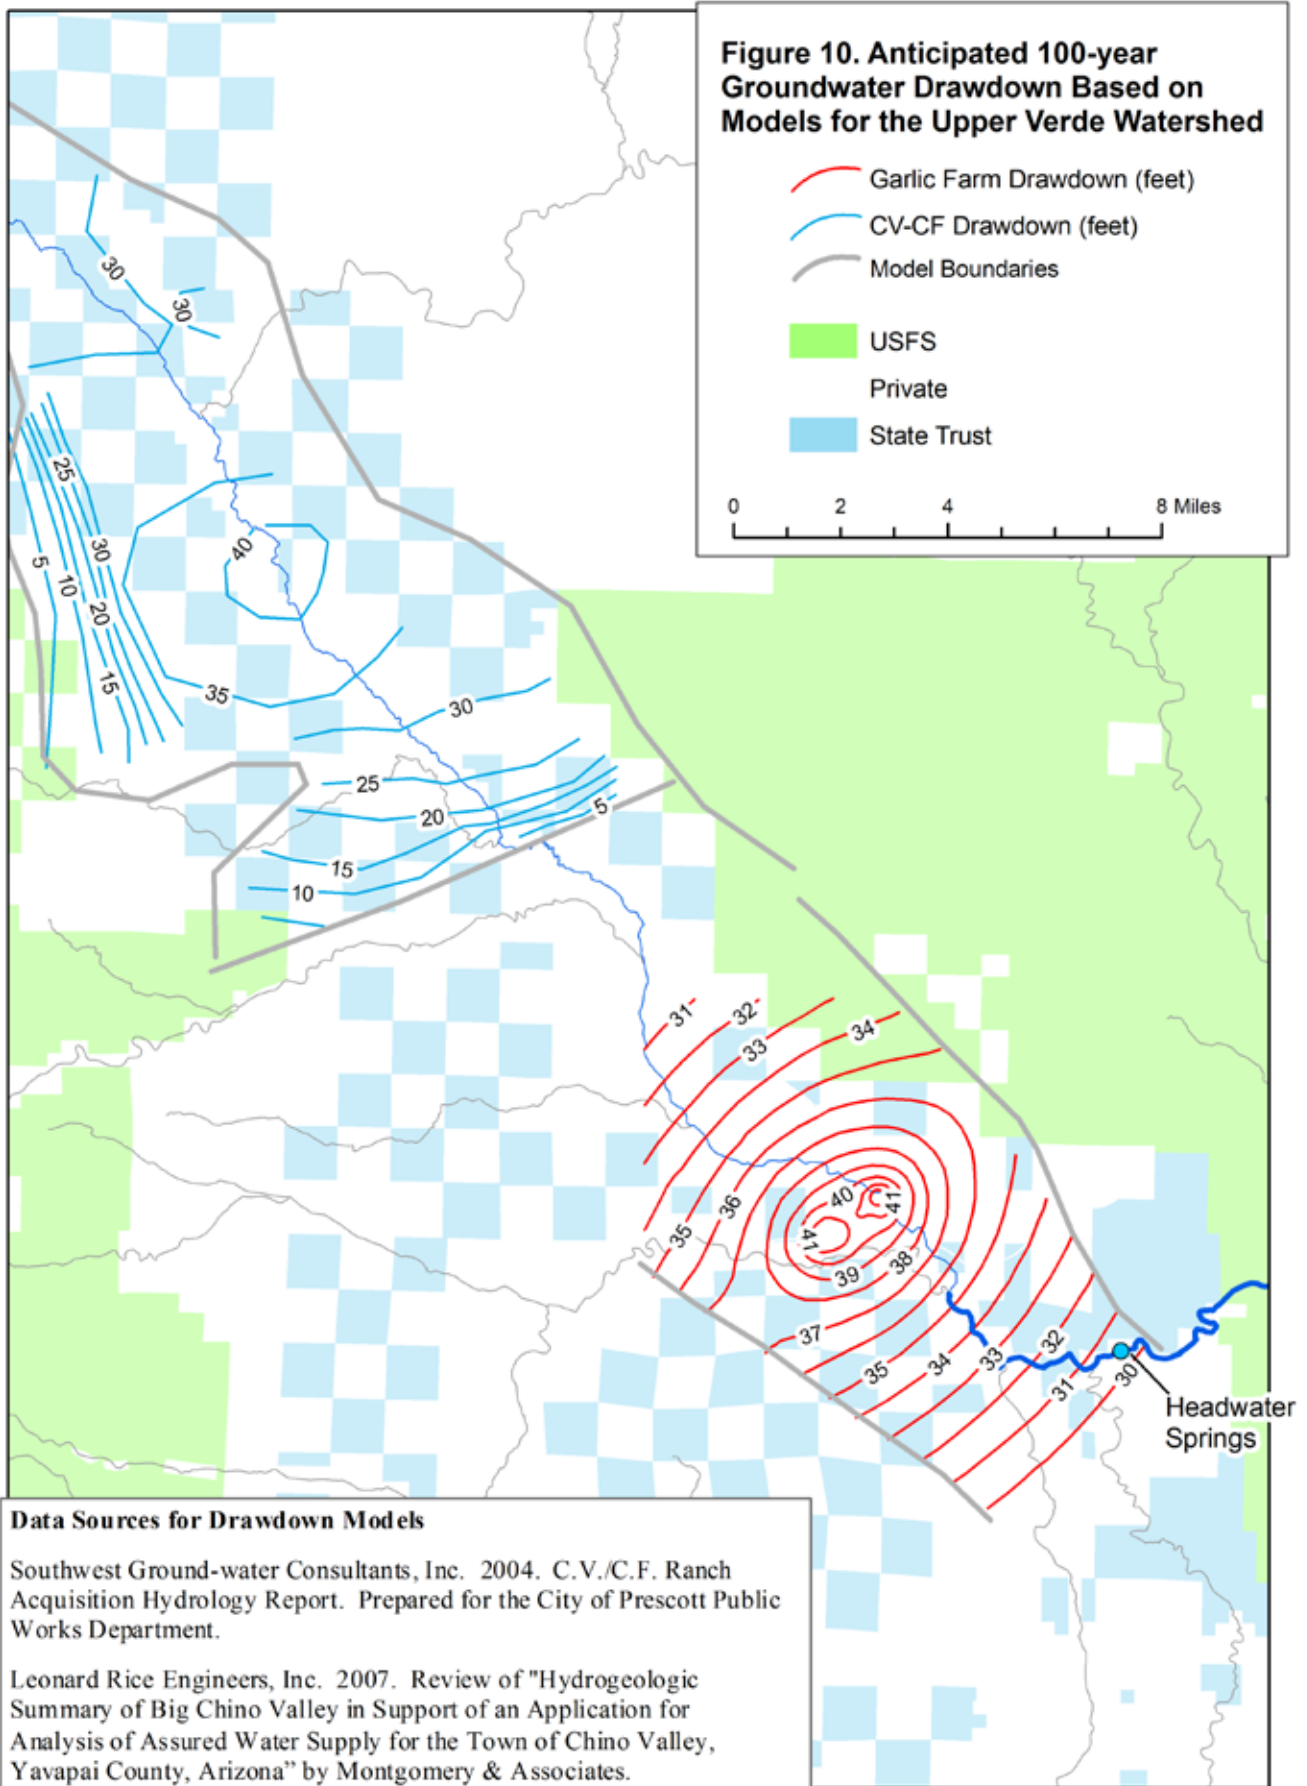 Figure 10. Anticipated 100-year
Groundwater Drawdown Based on
Models for the Upper Verde Watershed
Garlic Farm Drawdown (feet)
CV-CF Drawdown (feet)
Model Boundaries
USFS
Private
State Trust
0 2 4 8 Miles
30
30
25
30
40
5
10
20
15
35
30
25
20
5
15
10
31
32
33
34
36
35
40
41
41
39
38
37
35
34
33
32
31
30
Headwater
Springs
Data Sources for Drawdown Models
Southwest Ground-water Consultants, Inc. 2004. C.V./C.F. Ranch
Acquisition Hydrology Report. Prepared for the City of Prescott Public
Works Department.
Leonard Rice Engineers, Inc. 2007. Review of "Hydrogeologic
Summary of Big Chino Valley in Support of an Application for
Analysis of Assured Water Supply for the Town of Chino Valley,
Yavapai County, Arizona” by Montgomery & Associates.